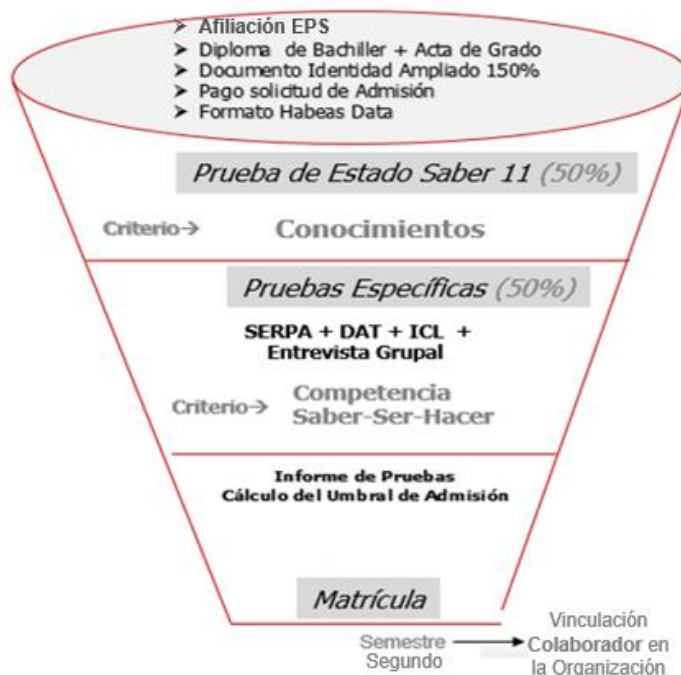 ➤ Afiliación EPS
➤ Diploma de Bachiller + Acta de Grado
➤ Documento Identidad Ampliado 150%
➤ Pago solicitud de Admisión
➤ Formato Habeas Data
Prueba de Estado Saber 11 (50%)
Criterio→ Conocimientos
Pruebas Específicas (50%)
SERPA + DAT + ICL +
Entrevista Grupal
Criterio→ Competencia
Saber-Ser-Hacer
Informe de Pruebas
Cálculo del Umbral de Admisión
Matrícula
Semestre
Segundo
Vinculación
Colaborador en
la Organización